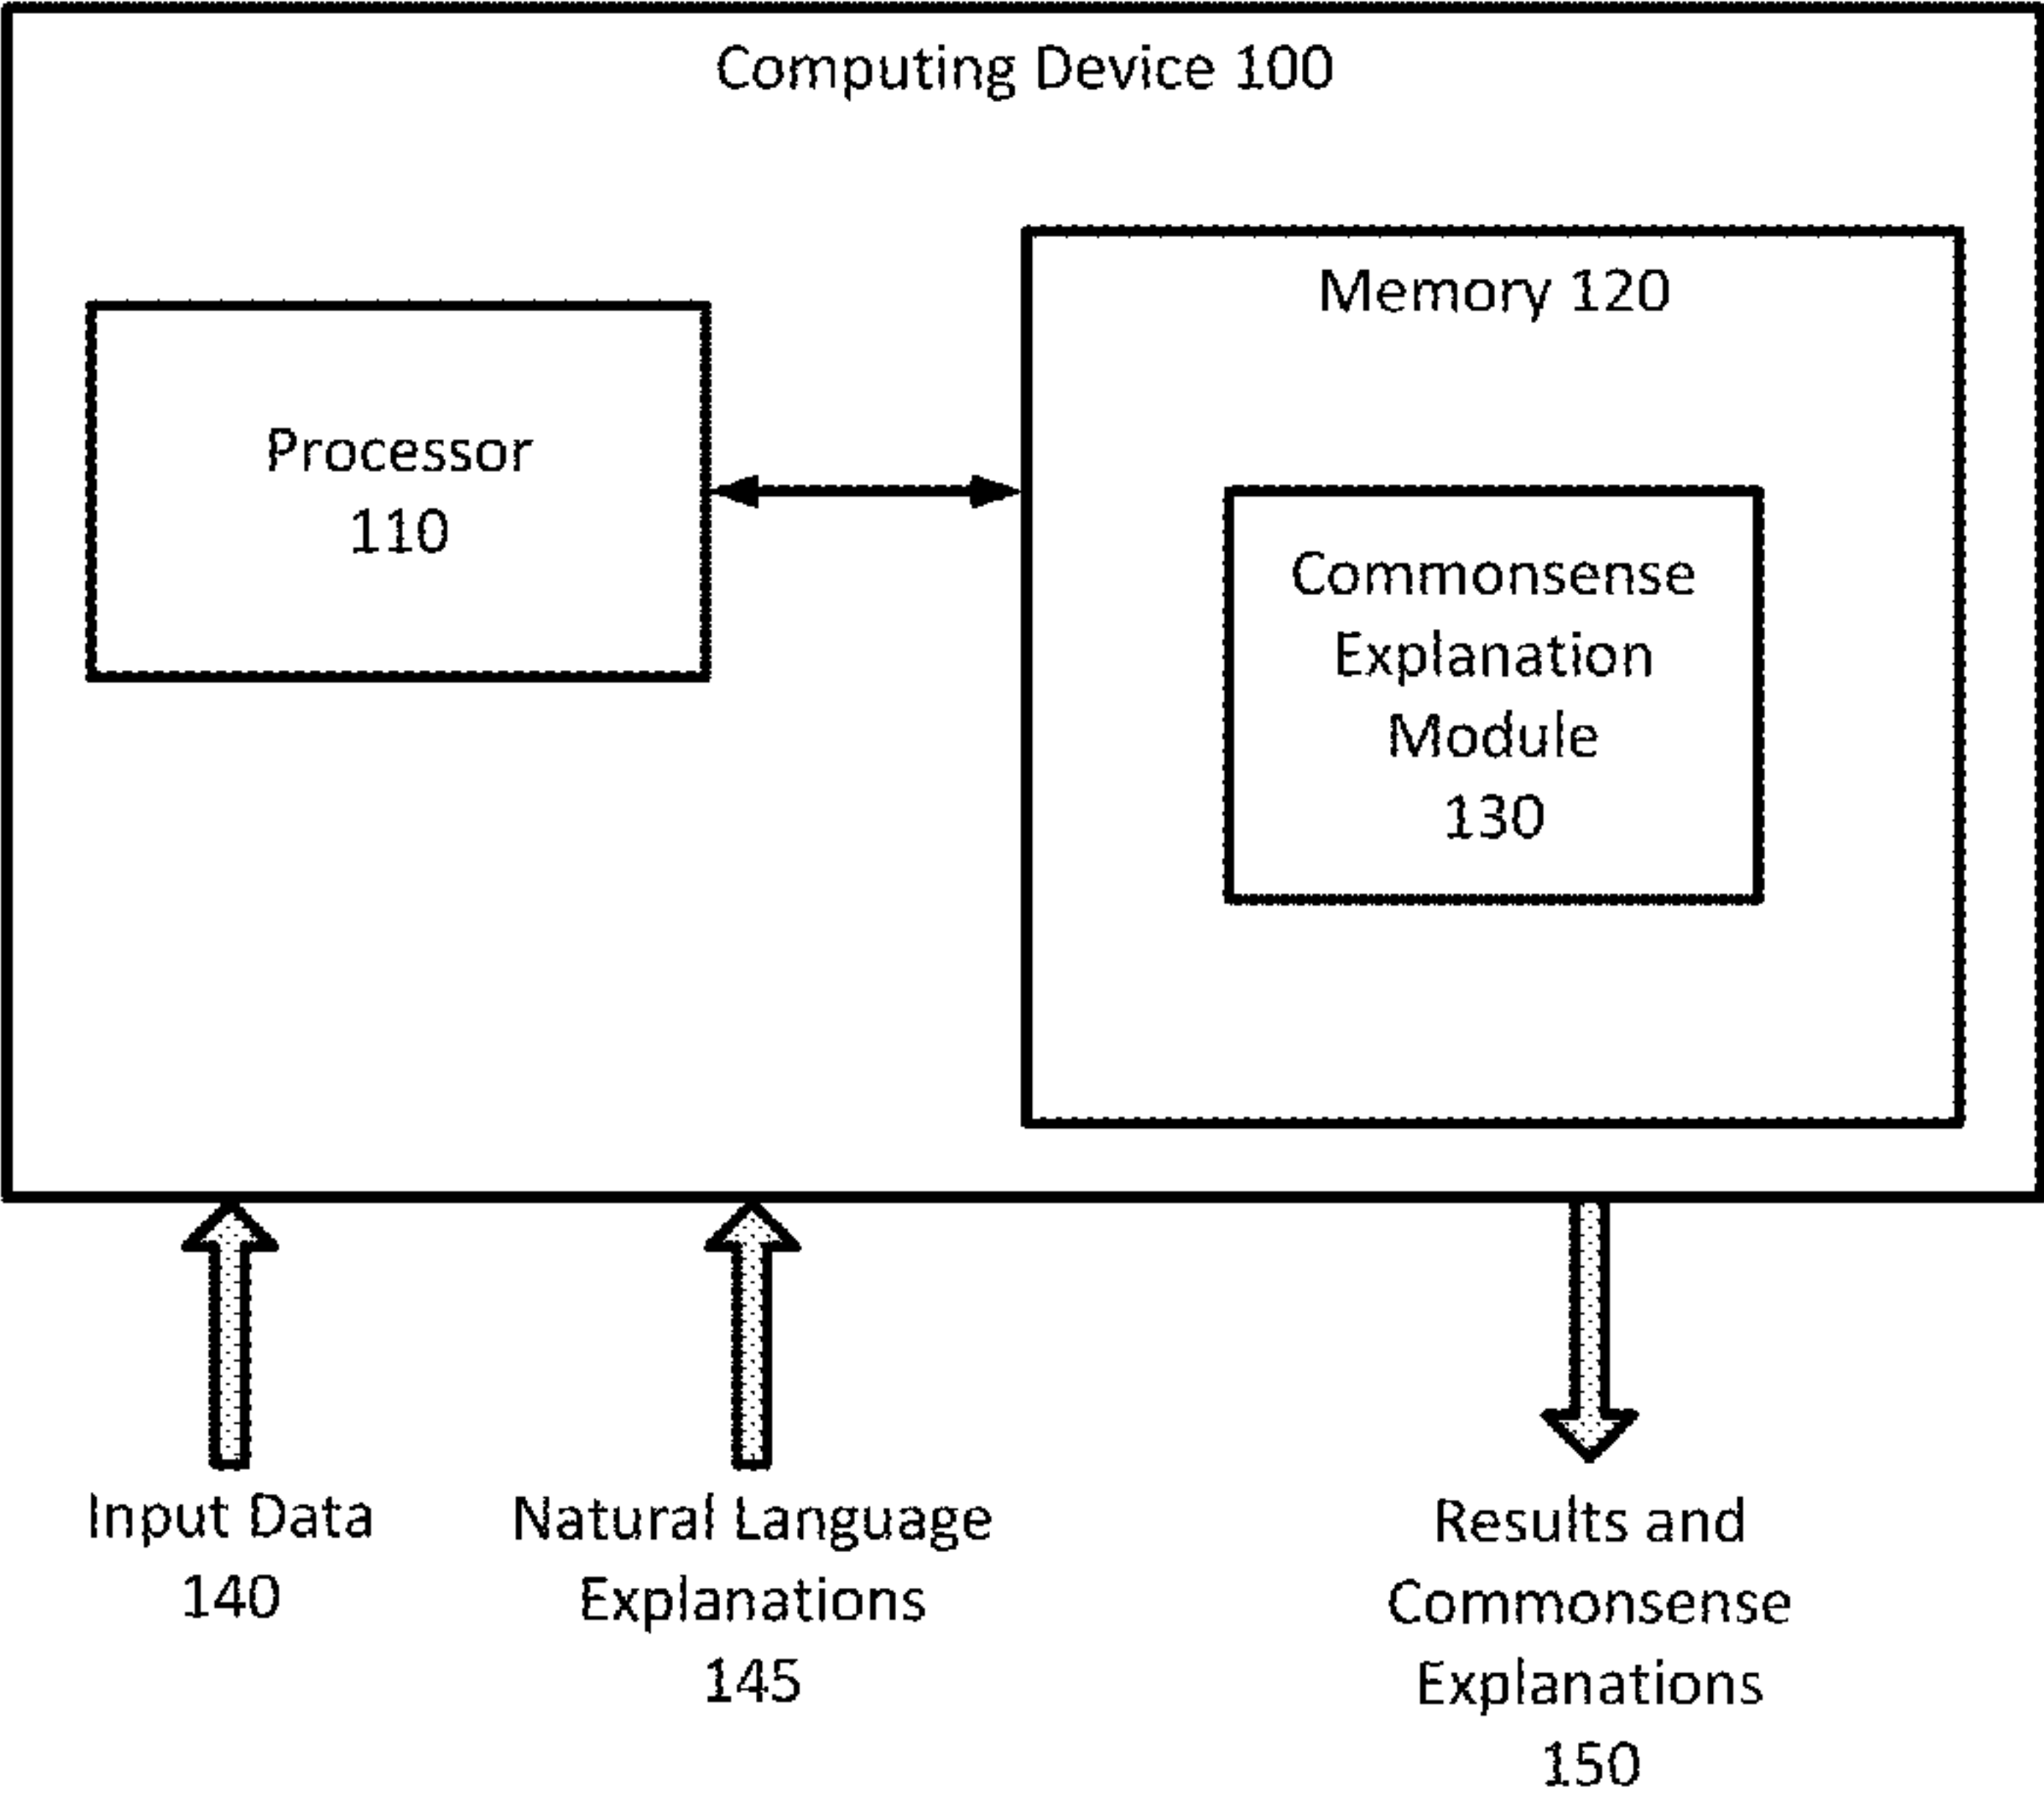 Computing Device 100
Memory 120
Processor
110
Commonsense
Explanation
Module
130
Input Data
140
Natural Language
Explanations
145
Results and
Commonsense
Explanations
150